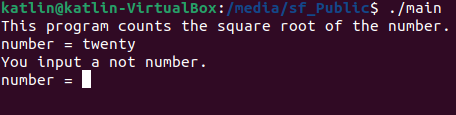 katlin@katlin-VirtualBox:/media/sf_Public$ ./main
This program counts the square root of the number.
number = twenty
You input a not number.
number =